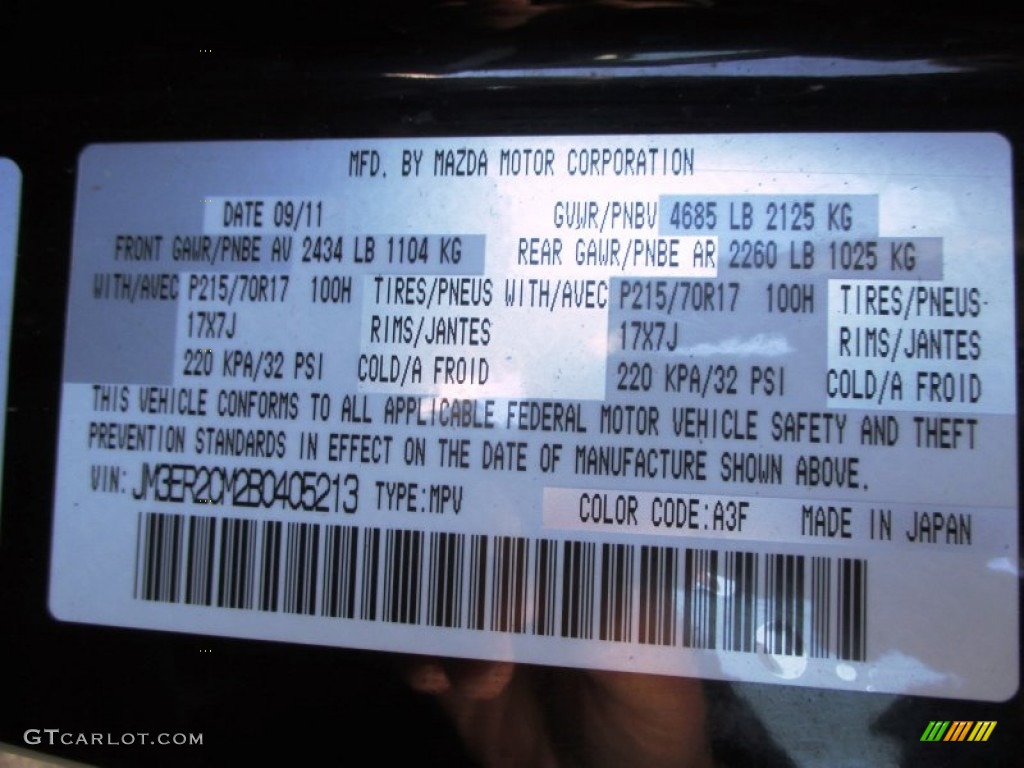 MFD. BY MAZDA MOTOR CORPORATION
DATE 09/11 GVWR/PNBV 4685 LB 2125 KG
FRONT GAWR/PNBE AV 2434 LB 1104 KG REAR GAWR/PNBE AR 2260 LB 1025 KG
WITH/AVEC P215/70R17 100H TIRES/PNEUS WITH/AVEC P215/70R17 100H TIRES/PNEUS
17X7J RIMS/JANTES 17X7J RIMS/JANTES
220 KPA/32 PSI COLD/A FROID 220 KPA/32 PSI COLD/A FROID
THIS VEHICLE CONFORMS TO ALL APPLICABLE FEDERAL MOTOR VEHICLE SAFETY AND THEFT
PREVENTION STANDARDS IN EFFECT ON THE DATE OF MANUFACTURE SHOWN ABOVE.
VIN: JM3ER2CM2B0405213 TYPE:MPV COLOR CODE:A3F MADE IN JAPAN
GTCARLOT.COM